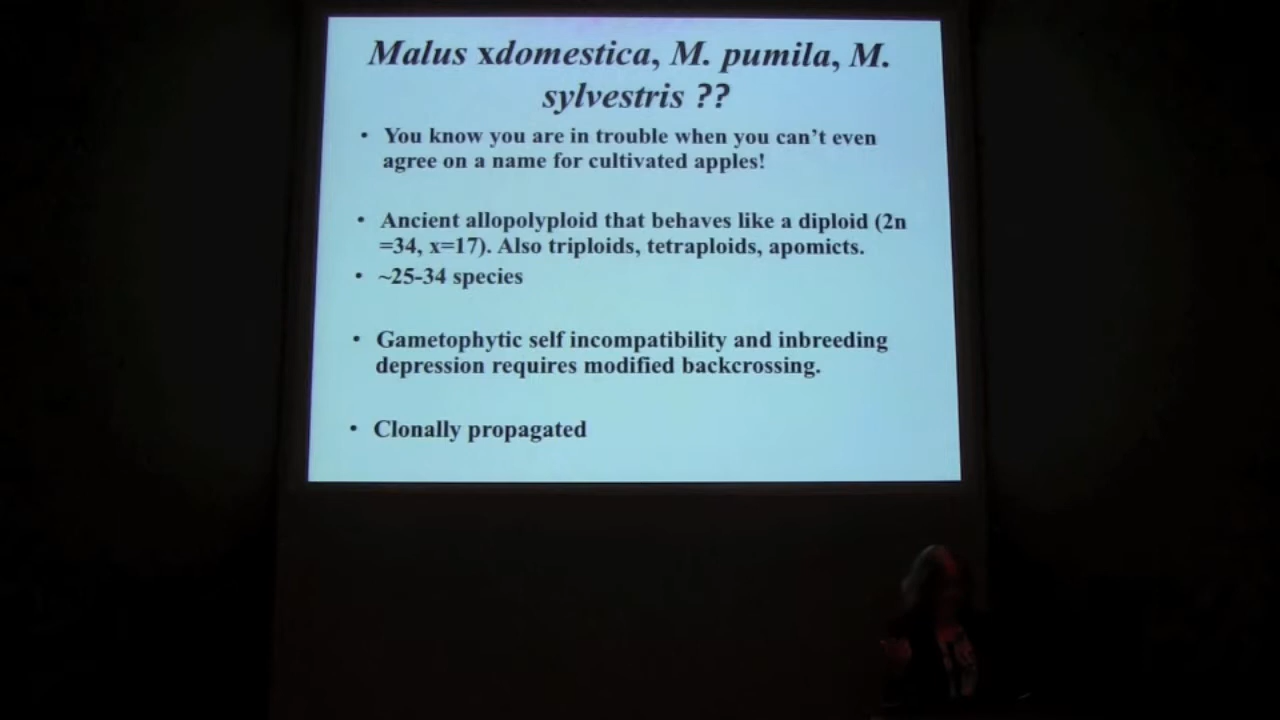 Malus xdomestica, M. pumila, M.
sylvestris ??
• You know you are in trouble when you can't even
agree on a name for cultivated apples!
• Ancient allopolyploid that behaves like a diploid (2n
=34, x=17). Also triploids, tetraploids, apomicts.
• ~25-34 species
• Gametophytic self incompatibility and inbreeding
depression requires modified backcrossing.
• Clonally propagated